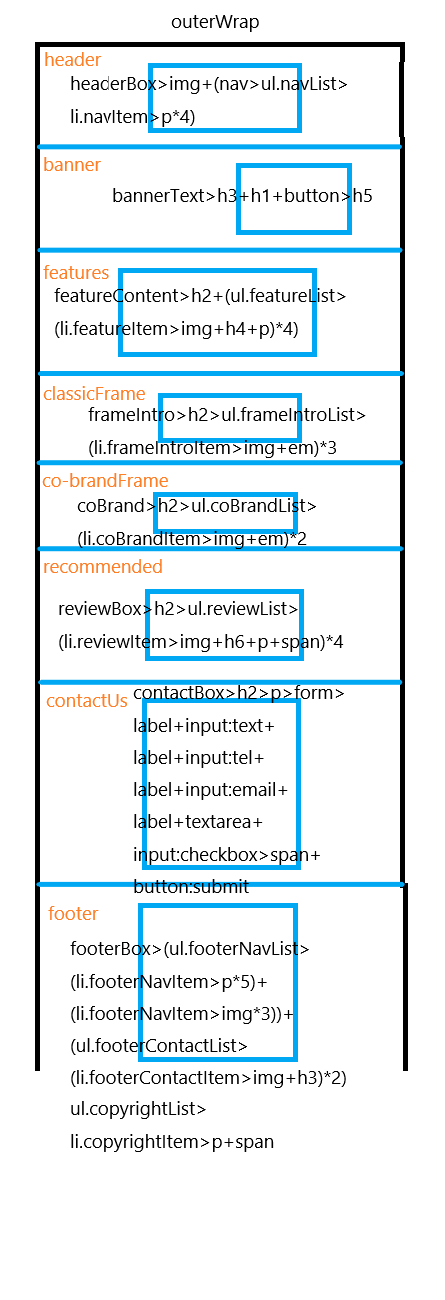 outerWrap
header
headerBox>img+(nav>ul.navList>
li.navItem>p*4)
banner
bannerText>h3+h1+button>h5
features
featureContent>h2+(ul.featureList>
(li.featureItem>img+h4+p)*4)
classicFrame
frameIntro>h2>ul.frameIntroList>
(li.frameIntroItem>img+em)*3
co-brandFrame
coBrand>h2>ul.coBrandList>
(li.coBrandItem>img+em)*2
recommended
reviewBox>h2>ul.reviewList>
(li.reviewItem>img+h6+p+span)*4
contactUs
contactBox>h2>p>form>
label+input:text+
label+input:tel+
label+input:email+
label+textarea+
input:checkbox>span+
button:submit
footer
footerBox>(ul.footerNavList>
(li.footerNavItem>p*5)+
(li.footerNavItem>img*3))+
(ul.footerContactList>
(li.footerContactItem>img+h3)*2)
ul.copyrightList>
li.copyrightItem>p+span